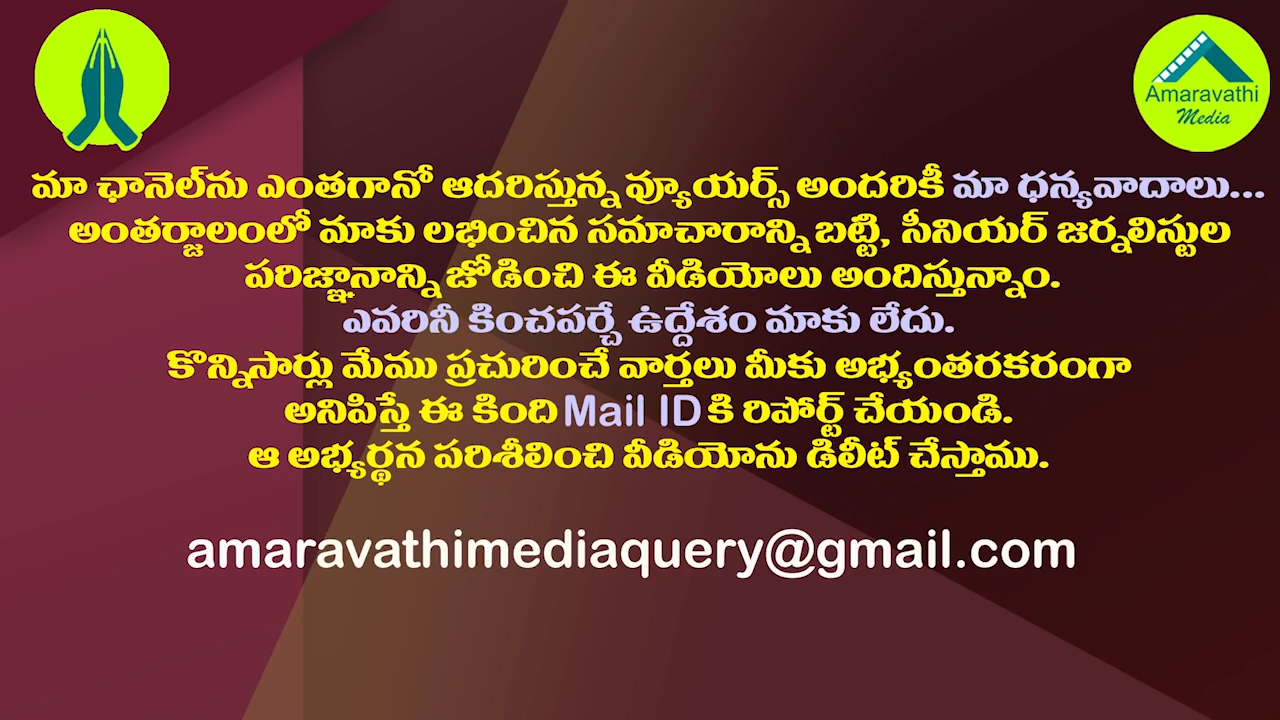 Amaravathi
Media
మా ఛానెల్‌ను ఎంతగానో ఆదరిస్తున్న వ్యూయర్స్ అందరికీ మా ధన్యవాదాలు...
అంతర్జాలంలో మాకు లభించిన సమాచారాన్ని బట్టి, సీనియర్ జర్నలిస్టుల
పరిజ్ఞానాన్ని జోడించి ఈ వీడియోలు అందిస్తున్నాం.
ఎవరినీ కించపర్చే ఉద్దేశం మాకు లేదు.
కొన్నిసార్లు మేము ప్రచురించే వార్తలు మీకు అభ్యంతరకరంగా
అనిపిస్తే ఈ కింది Mail ID కి రిపోర్ట్ చేయండి.
ఆ అభ్యర్థన పరిశీలించి వీడియోను డిలీట్ చేస్తాము.
amaravathimediaquery@gmail.com